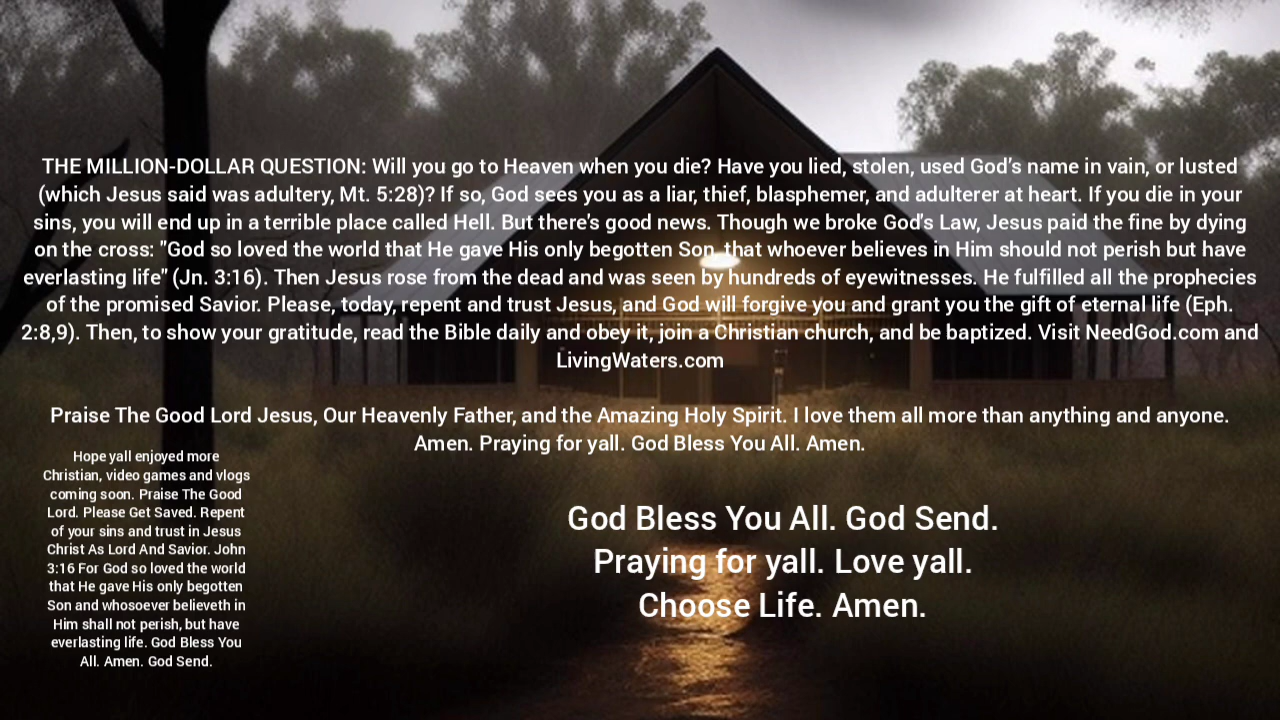 THE MILLION-DOLLAR QUESTION: Will you go to Heaven when you die? Have you lied, stolen, used God's name in vain, or lusted
(which Jesus said was adultery, Mt. 5:28)? If so, God sees you as a liar, thief, blasphemer, and adulterer at heart. If you die in your
sins, you will end up in a terrible place called Hell. But there's good news. Though we broke God's Law, Jesus paid the fine by dying
on the cross: "God so loved the world that He gave His only begotten Son, that whoever believes in Him should not perish but have
everlasting life" (Jn. 3:16). Then Jesus rose from the dead and was seen by hundreds of eyewitnesses. He fulfilled all the prophecies
of the promised Savior. Please, today, repent and trust Jesus, and God will forgive you and grant you the gift of eternal life (Eph.
2:8,9). Then, to show your gratitude, read the Bible daily and obey it, join a Christian church, and be baptized. Visit NeedGod.com and
LivingWaters.com
Praise The Good Lord Jesus, Our Heavenly Father, and the Amazing Holy Spirit. I love them all more than anything and anyone.
Amen. Praying for yall. God Bless You All. Amen.
Hope yall enjoyed more
Christian, video games and vlogs
coming soon. Praise The Good
Lord. Please Get Saved. Repent
of your sins and trust in Jesus
Christ As Lord And Savior. John
3:16 For God so loved the world
that He gave His only begotten
Son and whosoever believeth in
Him shall not perish, but have
everlasting life. God Bless You
All. Amen. God Send.
God Bless You All. God Send.
Praying for yall. Love yall.
Choose Life. Amen.